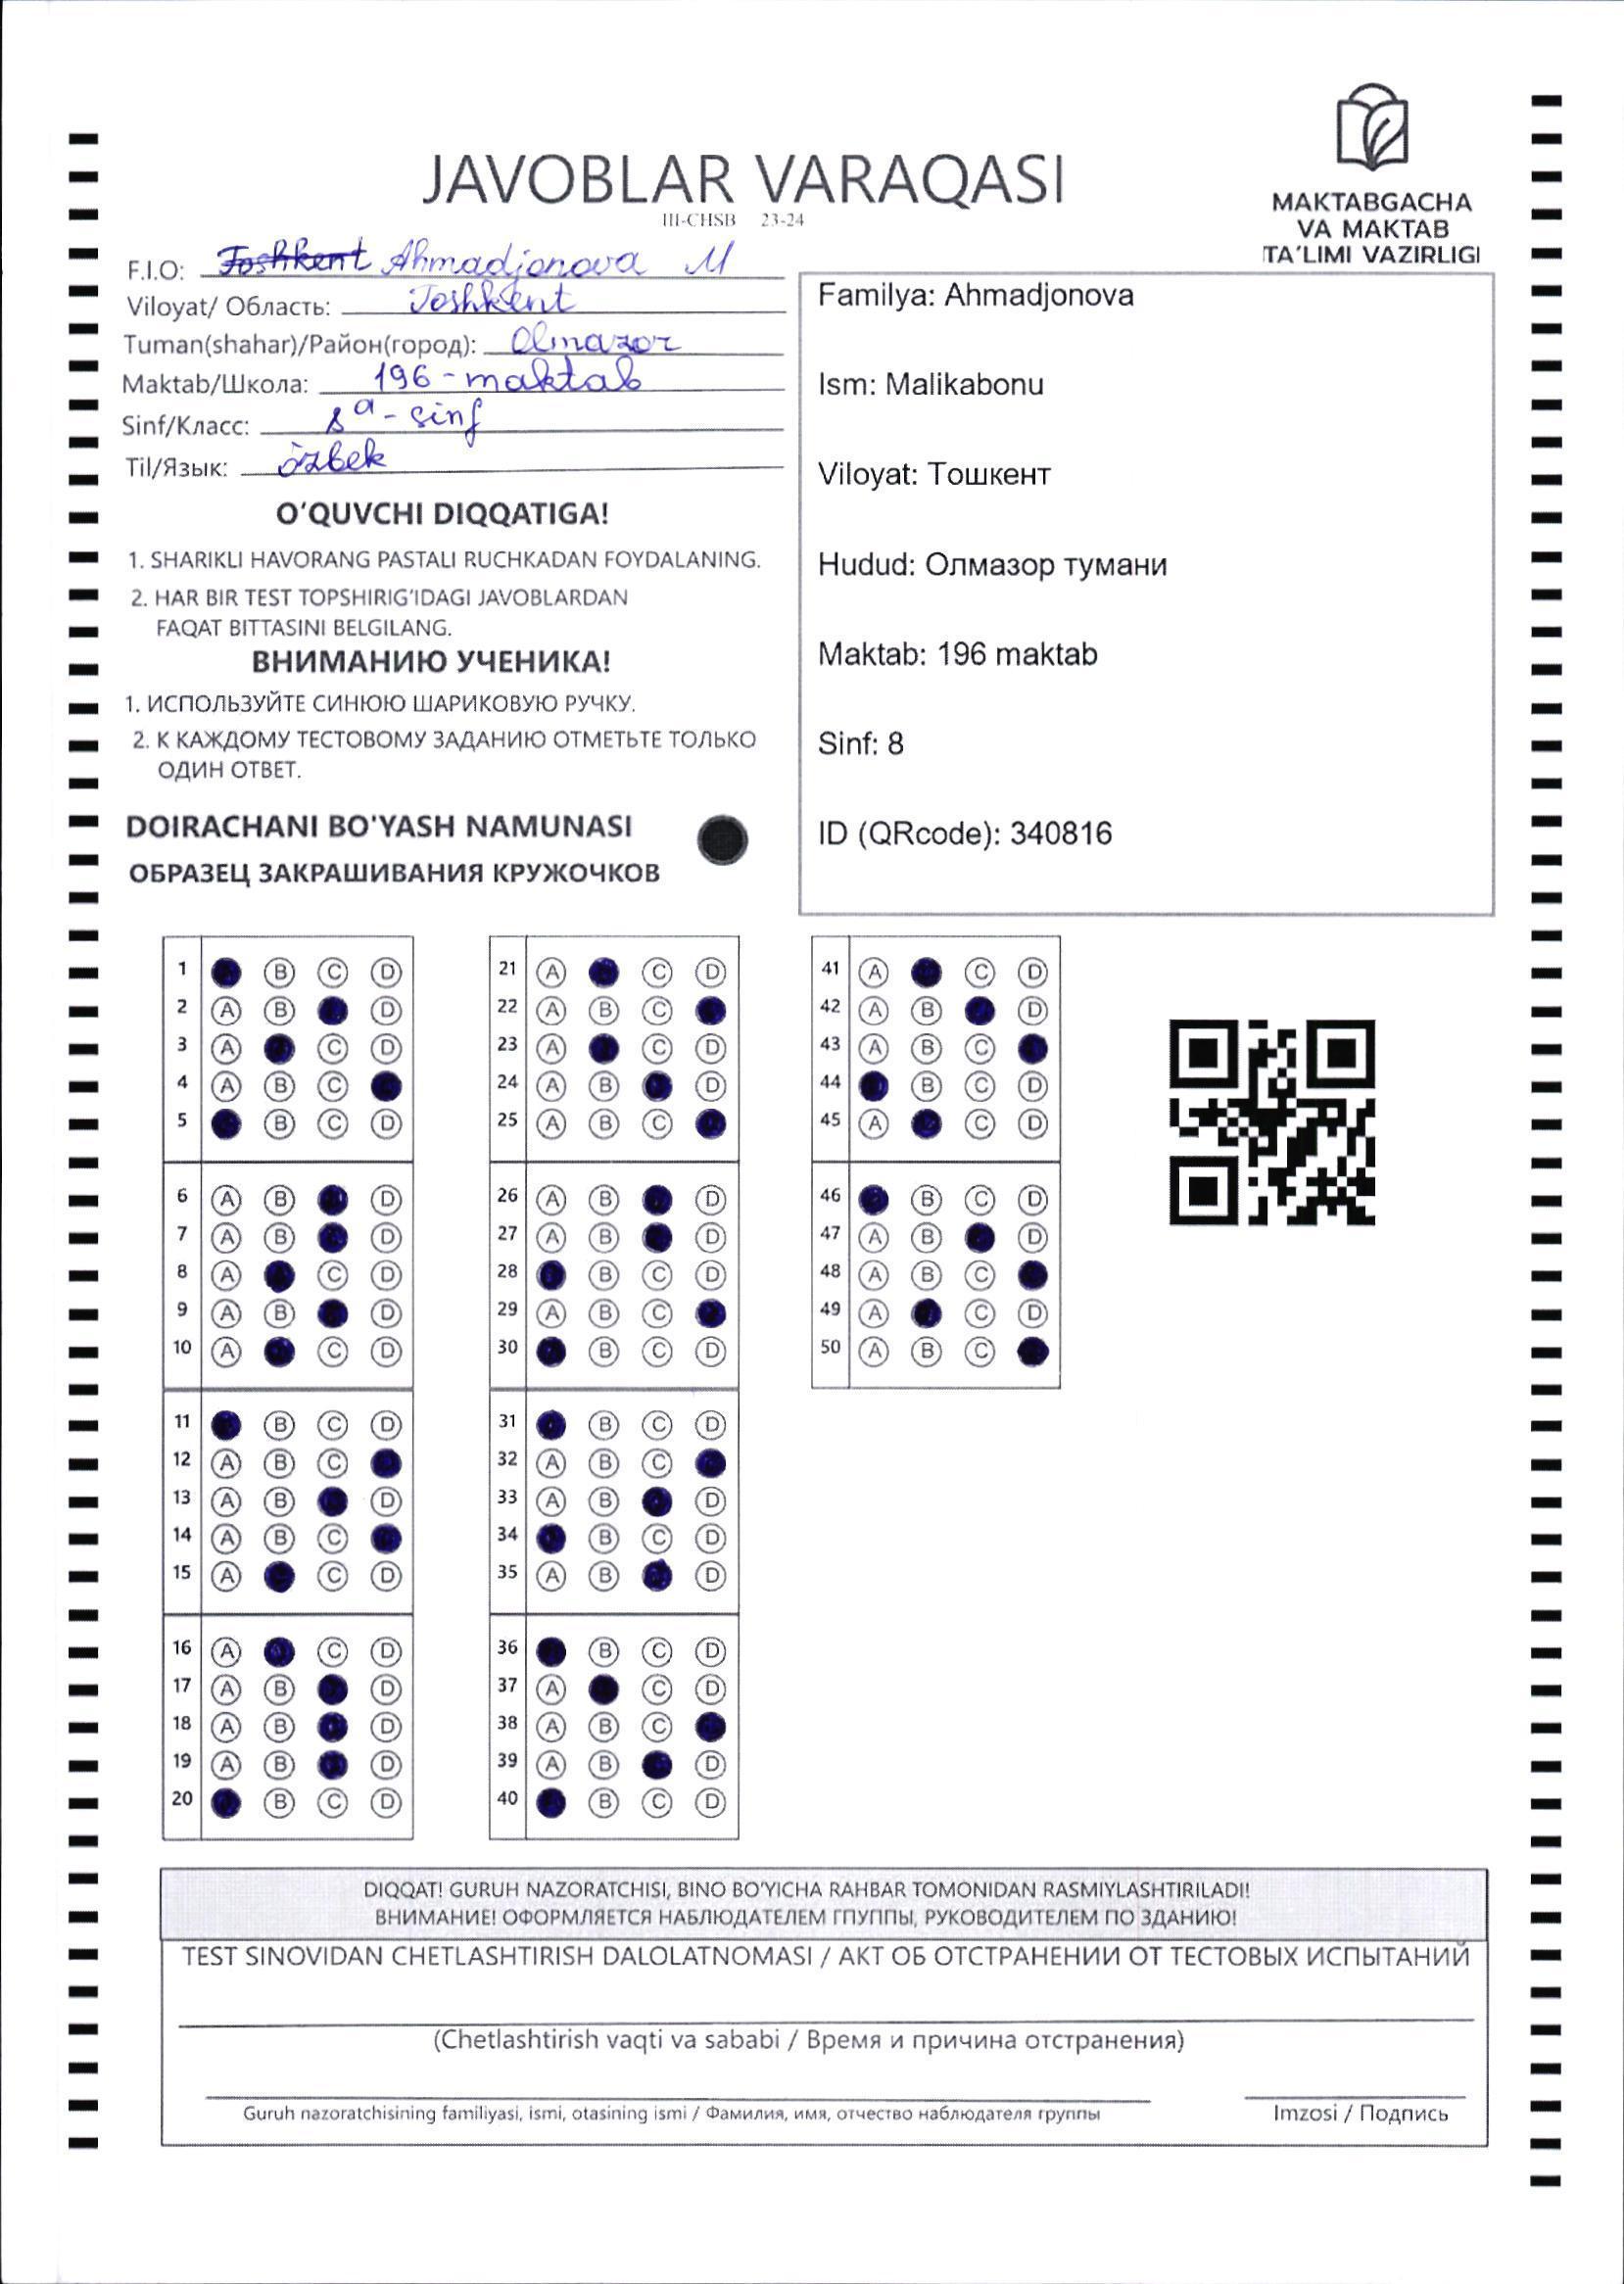 JAVOBLAR VARAQASI
III-CHSB 23-24
MAKTABGACHA
VA MAKTAB
TA'LIMI VAZIRLIGI
F.I.O: Toshkent Ahmadjonova M
Viloyat/ Область: Toshkent
Tuman(shahar)/Район(город): Olmazor
Maktab/Школа: 196-maktab
Sinf/Класс: 8a-sinf
Til/Язык: òzbek
O'QUVCHI DIQQATIGA!
1. SHARIKLI HAVORANG PASTALI RUCHKADAN FOYDALANING.
2. HAR BIR TEST TOPSHIRIG'IDAGI JAVOBLARDAN
FAQAT BITTASINI BELGILANG.
ВНИМАНИЮ УЧЕНИКА!
1. ИСПОЛЬЗУЙТЕ СИНЮЮ ШАРИКОВУЮ РУЧКУ.
2. К КАЖДОМУ ТЕСТОВОМУ ЗАДАНИЮ ОТМЕТЬТЕ ТОЛЬКО
ОДИН ОТВЕТ.
DOIRACHANI BO'YASH NAMUNASI
ОБРАЗЕЦ ЗАКРАШИВАНИЯ КРУЖОЧКОВ
Familya: Ahmadjonova
Ism: Malikabonu
Viloyat: Тошкент
Hudud: Олмазор тумани
Maktab: 196 maktab
Sinf: 8
ID (QRcode): 340816
1 B C D
2 A B D
3 A C D
4 A B C
5 B C D
6 A B D
7 A B D
8 A C D
9 A B D
10 A C D
11 B C D
12 A B C
13 A B D
14 A B C
15 A C D
16 A C D
17 A B D
18 A B D
19 A B D
20 B C D
21 A C D
22 A B C
23 A C D
24 A B D
25 A B C
26 A B D
27 A B D
28 B C D
29 A B C
30 B C D
31 B C D
32 A B C
33 A B D
34 B C D
35 A B D
36 B C D
37 A C D
38 A B C
39 A B D
40 B C D
41 A C D
42 A B D
43 A B C
44 B C D
45 A C D
46 B C D
47 A B D
48 A B C
49 A C D
50 A B C
DIQQAT! GURUH NAZORATCHISI, BINO BO'YICHA RAHBAR TOMONIDAN RASMIYLASHTIRILADI!
ВНИМАНИЕ! ОФОРМЛЯЕТСЯ НАБЛЮДАТЕЛЕМ ГПУППЫ, РУКОВОДИТЕЛЕМ ПО ЗДАНИЮ!
TEST SINOVIDAN CHETLASHTIRISH DALOLATNOMASI / АКТ ОБ ОТСТРАНЕНИИ ОТ ТЕСТОВЫХ ИСПЫТАНИЙ
(Chetlashtirish vaqti va sababi / Время и причина отстранения)
Guruh nazoratchisining familiyasi, ismi, otasining ismi / Фамилия, имя, отчество наблюдателя группы
Imzosi / Подпись